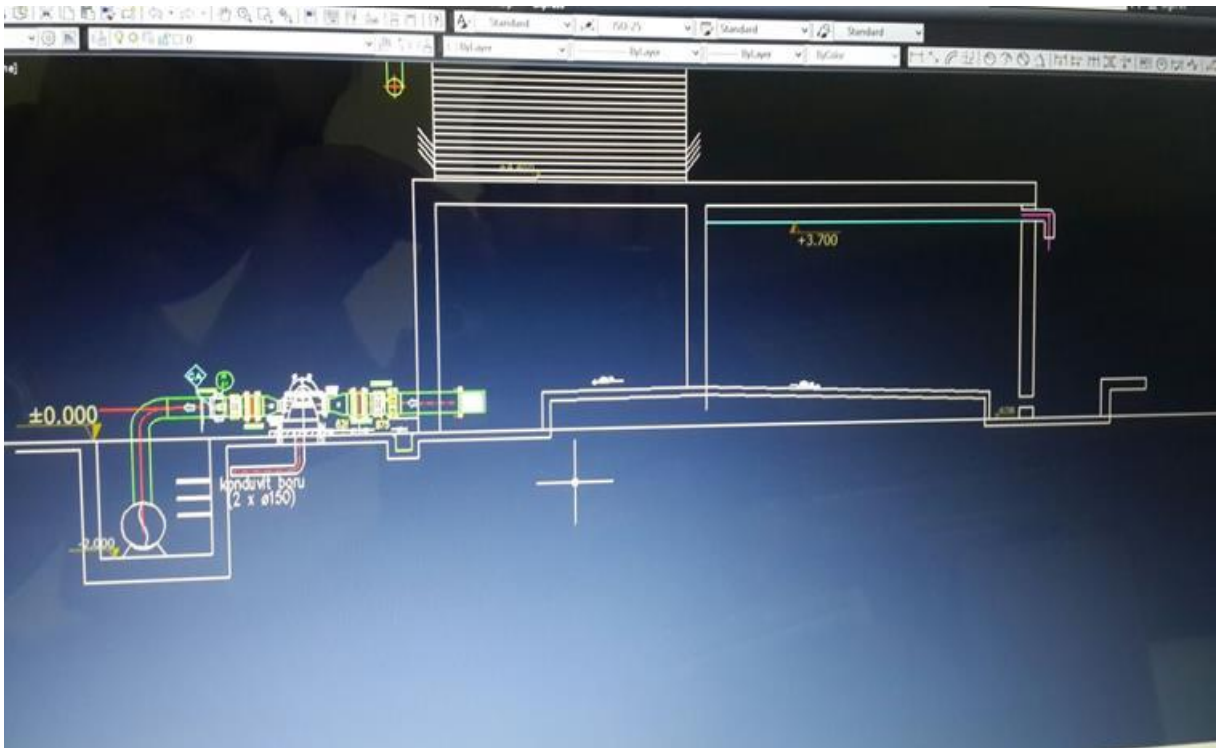 Standard
ISO-25
Standard
Standard
ByLayer
ByLayer
ByLayer
ByColor
0
+3.700
±0.000
konduvit boru
(2 x ø150)
-2.000